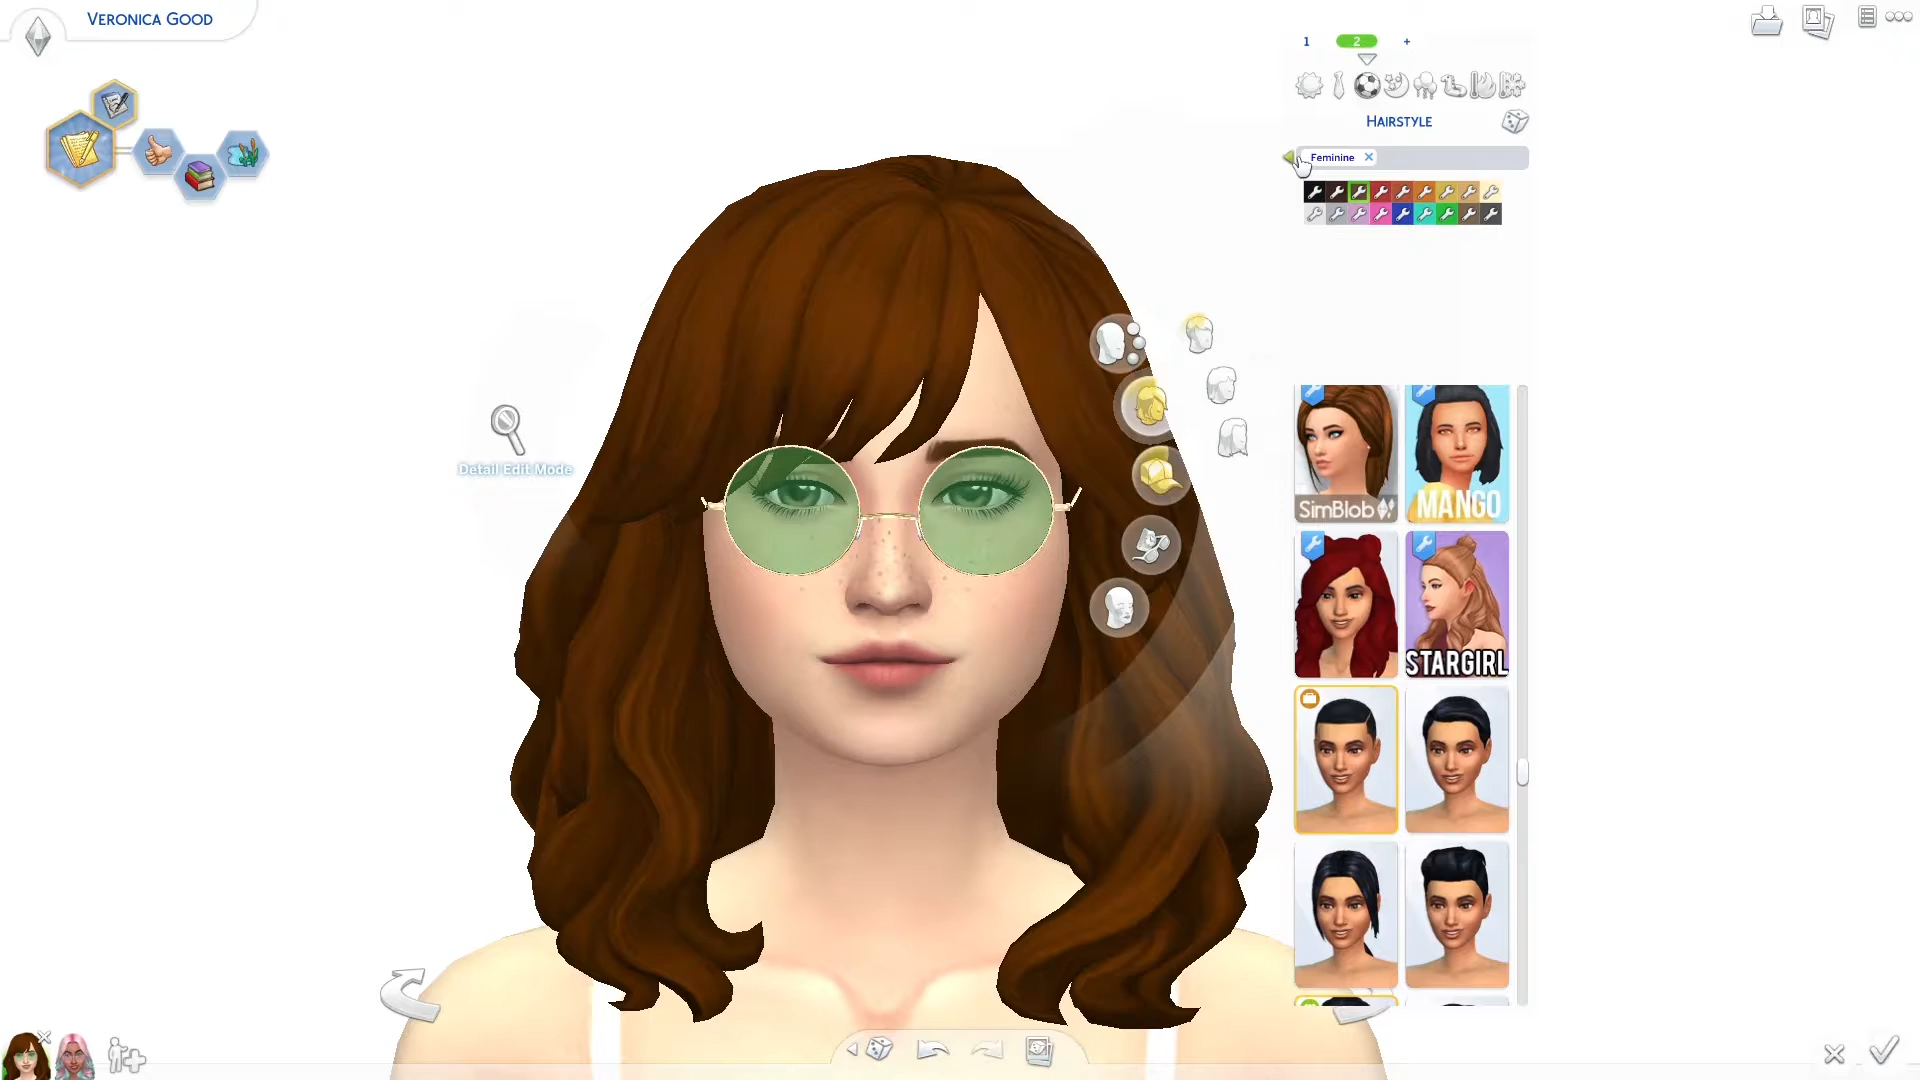 VERONICA GOOD
1
2
+
HAIRSTYLE
Feminine
Detail Edit Mode
SimBlob
MANGO
STARGIRL